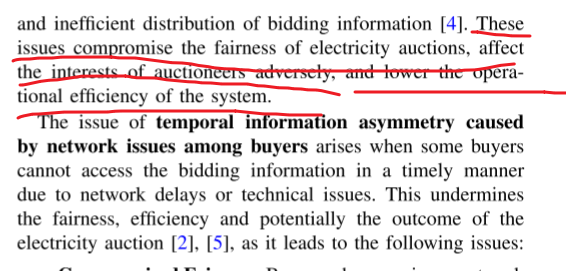 and inefficient distribution of bidding information [4]. These
issues compromise the fairness of electricity auctions, affect
the interests of auctioneers adversely, and lower the opera-
tional efficiency of the system.
The issue of temporal information asymmetry caused
by network issues among buyers arises when some buyers
cannot access the bidding information in a timely manner
due to network delays or technical issues. This undermines
the fairness, efficiency and potentially the outcome of the
electricity auction [2], [5], as it leads to the following issues: